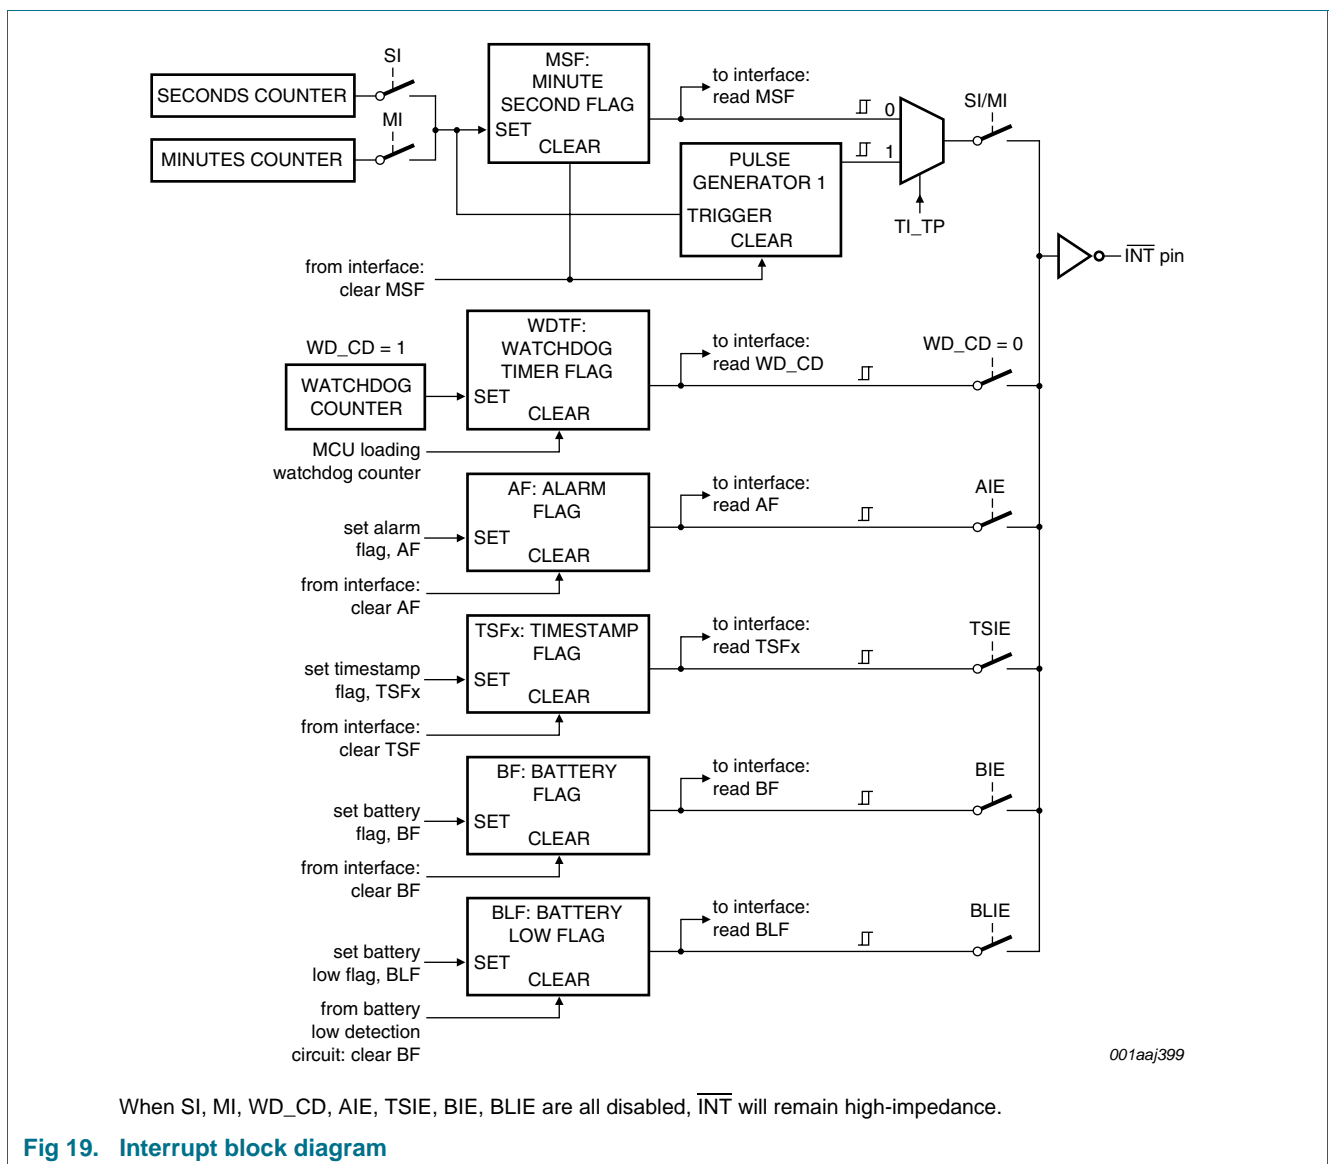 SI
SECONDS COUNTER
MI
MINUTES COUNTER
MSF:
MINUTE
SECOND FLAG
SET
CLEAR
to interface:
read MSF
0
1
SI/MI
PULSE
GENERATOR 1
TRIGGER
CLEAR
TI_TP
INT pin
from interface:
clear MSF
WD_CD = 1
WATCHDOG
COUNTER
WDTF:
WATCHDOG
TIMER FLAG
SET
CLEAR
to interface:
read WD_CD
WD_CD = 0
MCU loading
watchdog counter
AF: ALARM
FLAG
SET
CLEAR
to interface:
read AF
AIE
set alarm
flag, AF
from interface:
clear AF
TSFx: TIMESTAMP
FLAG
SET
CLEAR
to interface:
read TSFx
TSIE
set timestamp
flag, TSFx
from interface:
clear TSF
BF: BATTERY
FLAG
SET
CLEAR
to interface:
read BF
BIE
set battery
flag, BF
from interface:
clear BF
BLF: BATTERY
LOW FLAG
SET
CLEAR
to interface:
read BLF
BLIE
set battery
low flag, BLF
from battery
low detection
circuit: clear BF
001aaj399
When SI, MI, WD_CD, AIE, TSIE, BIE, BLIE are all disabled, INT will remain high-impedance.
Fig 19. Interrupt block diagram